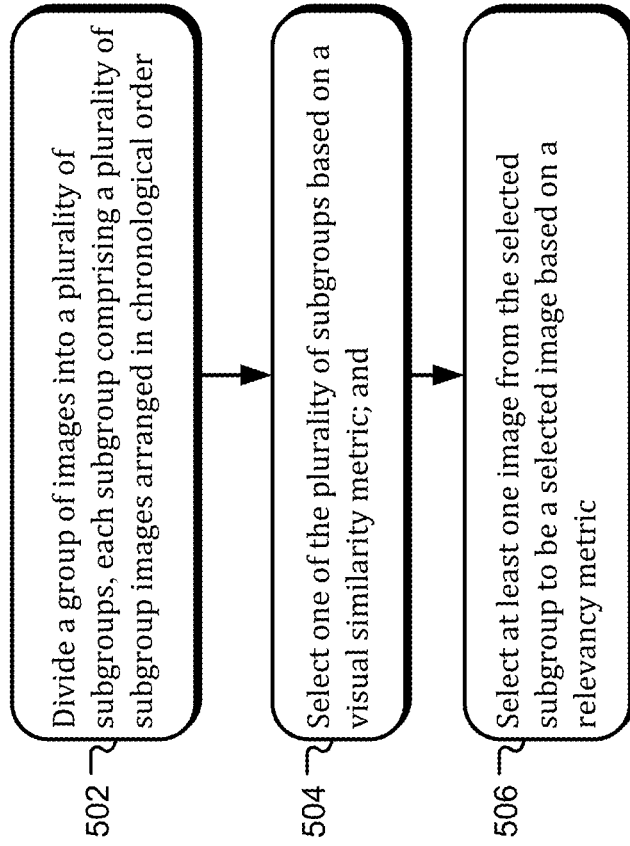 502
Divide a group of images into a plurality of
subgroups, each subgroup comprising a plurality of
subgroup images arranged in chronological order
504
Select one of the plurality of subgroups based on a
visual similarity metric; and
506
Select at least one image from the selected
subgroup to be a selected image based on a
relevancy metric